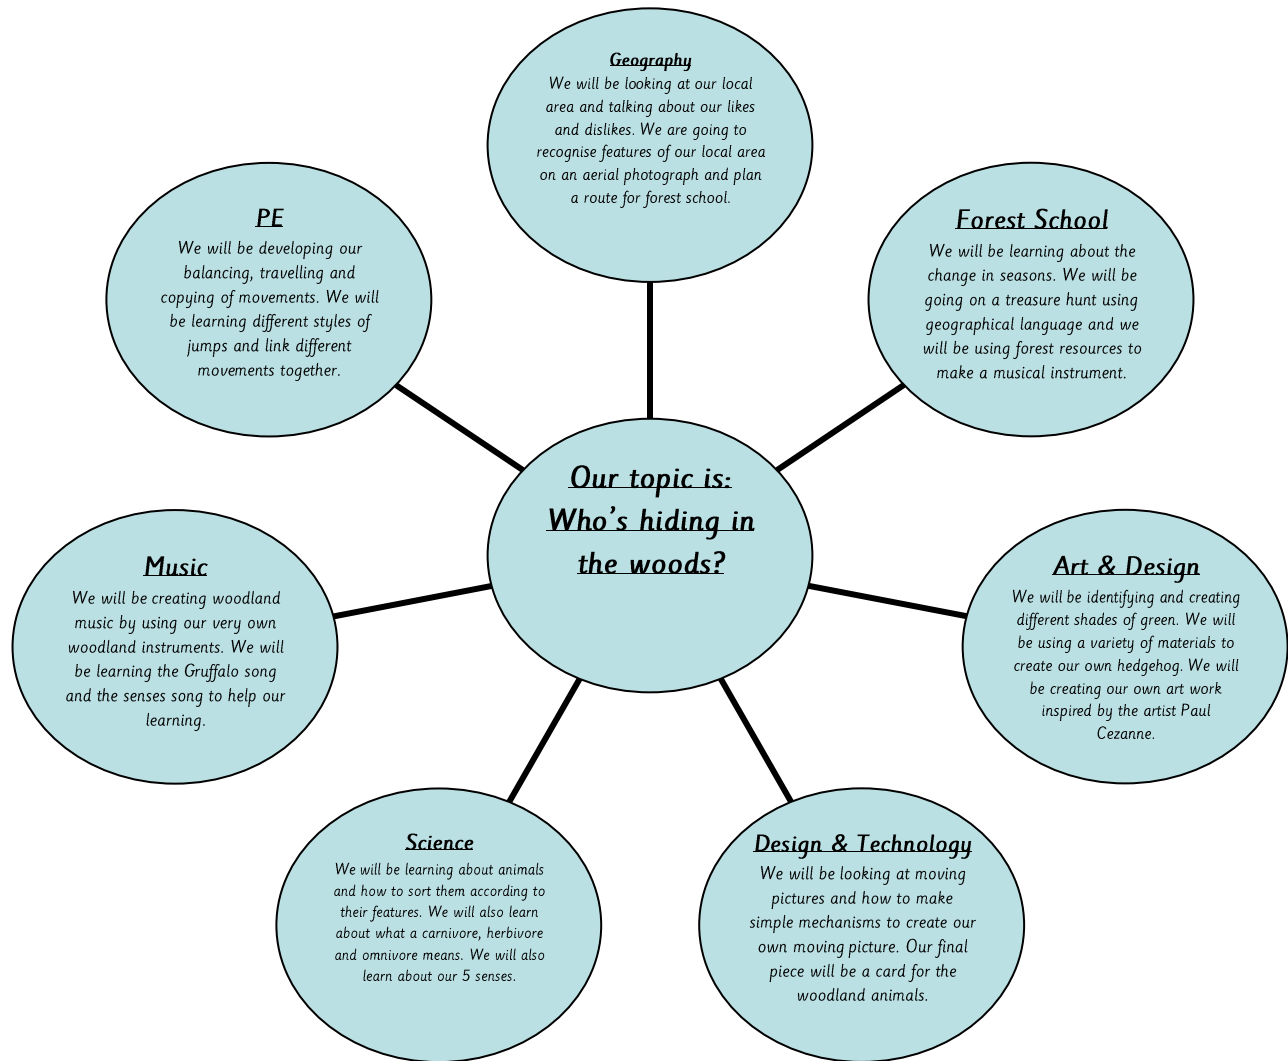 Geography
We will be looking at our local
area and talking about our likes
and dislikes. We are going to
recognise features of our local area
on an aerial photograph and plan
a route for forest school.
PE
We will be developing our
balancing, travelling and
copying of movements. We will
be learning different styles of
jumps and link different
movements together.
Forest School
We will be learning about the
change in seasons. We will be
going on a treasure hunt using
geographical language and we
will be using forest resources to
make a musical instrument.
Our topic is:
Who’s hiding in
the woods?
Music
We will be creating woodland
music by using our very own
woodland instruments. We will
be learning the Gruffalo song
and the senses song to help our
learning.
Art & Design
We will be identifying and creating
different shades of green. We will
be using a variety of materials to
create our own hedgehog. We will
be creating our own art work
inspired by the artist Paul
Cezanne.
Science
We will be learning about animals
and how to sort them according to
their features. We will also learn
about what a carnivore, herbivore
and omnivore means. We will also
learn about our 5 senses.
Design & Technology
We will be looking at moving
pictures and how to make
simple mechanisms to create our
own moving picture. Our final
piece will be a card for the
woodland animals.